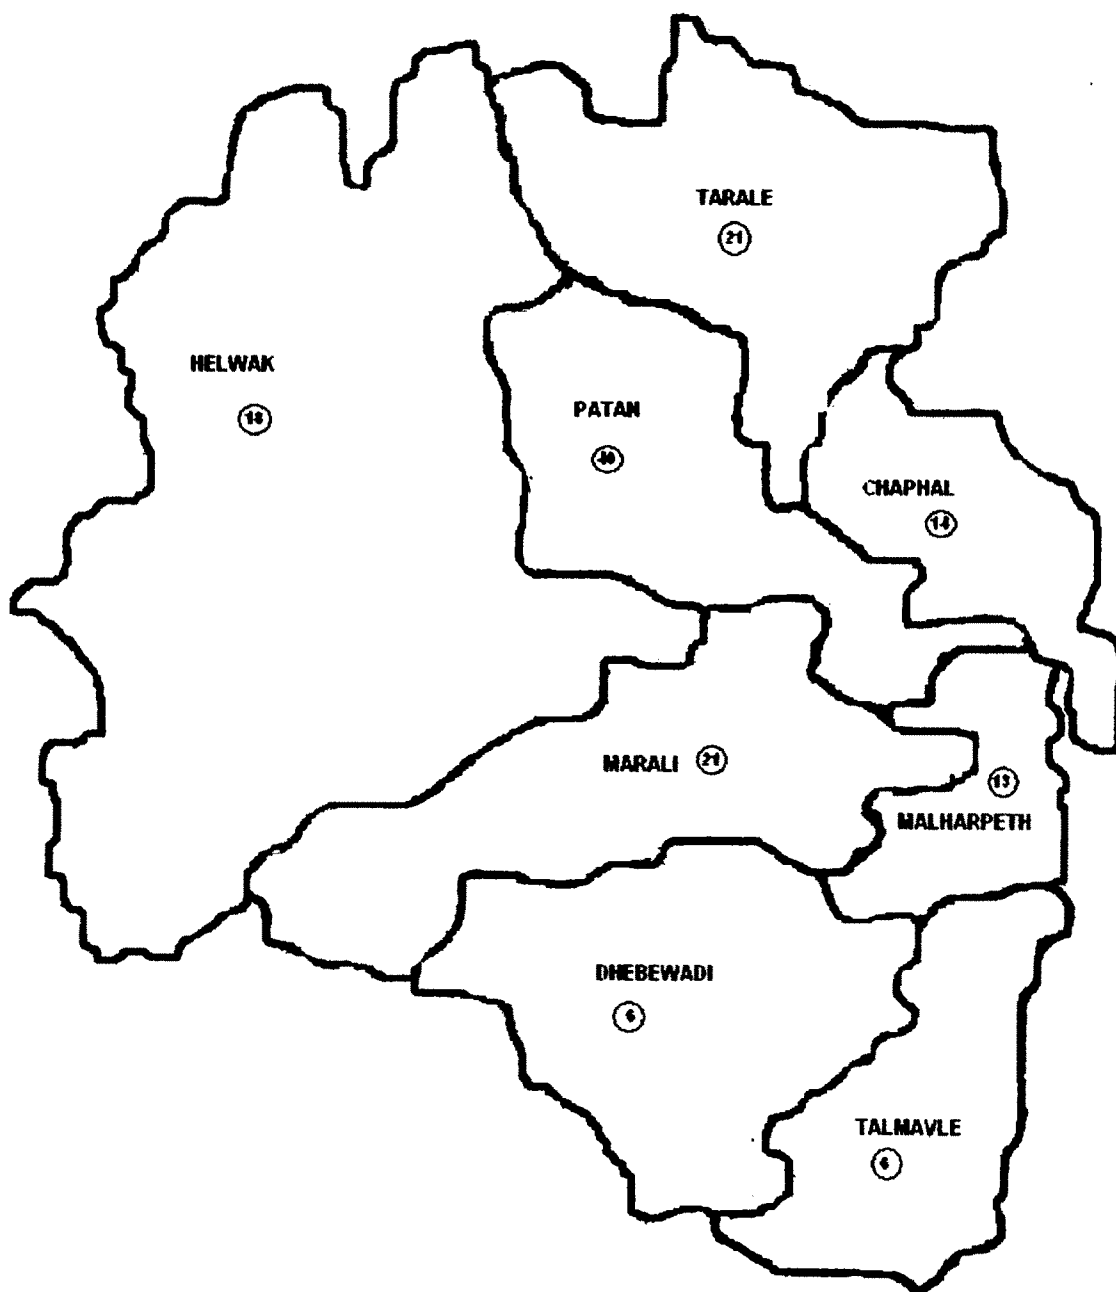 TARALE
21
HELWAK
PATAN
CHAPHAL
MARALI 21
13
MALHARPETH
DHEBEWADI
6
TALMAVLE
6